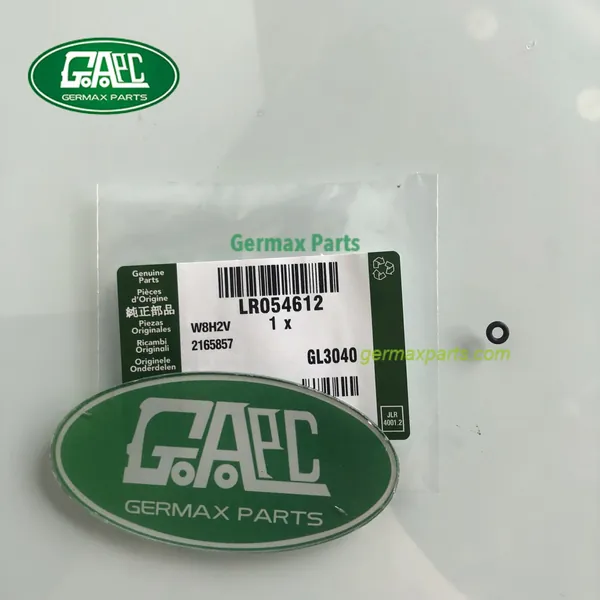 GAPC
GERMAX PARTS
Germax Parts
Genuine
Parts
Pièces
d'Origine
純正部品
Piezas
Originales
Ricambi
Originali
Originele
Onderdelen
LR054612
1 x
W8H2V
2165857
GL3040
germaxparts.com
JLR
4001.2
GAPC
GERMAX PARTS